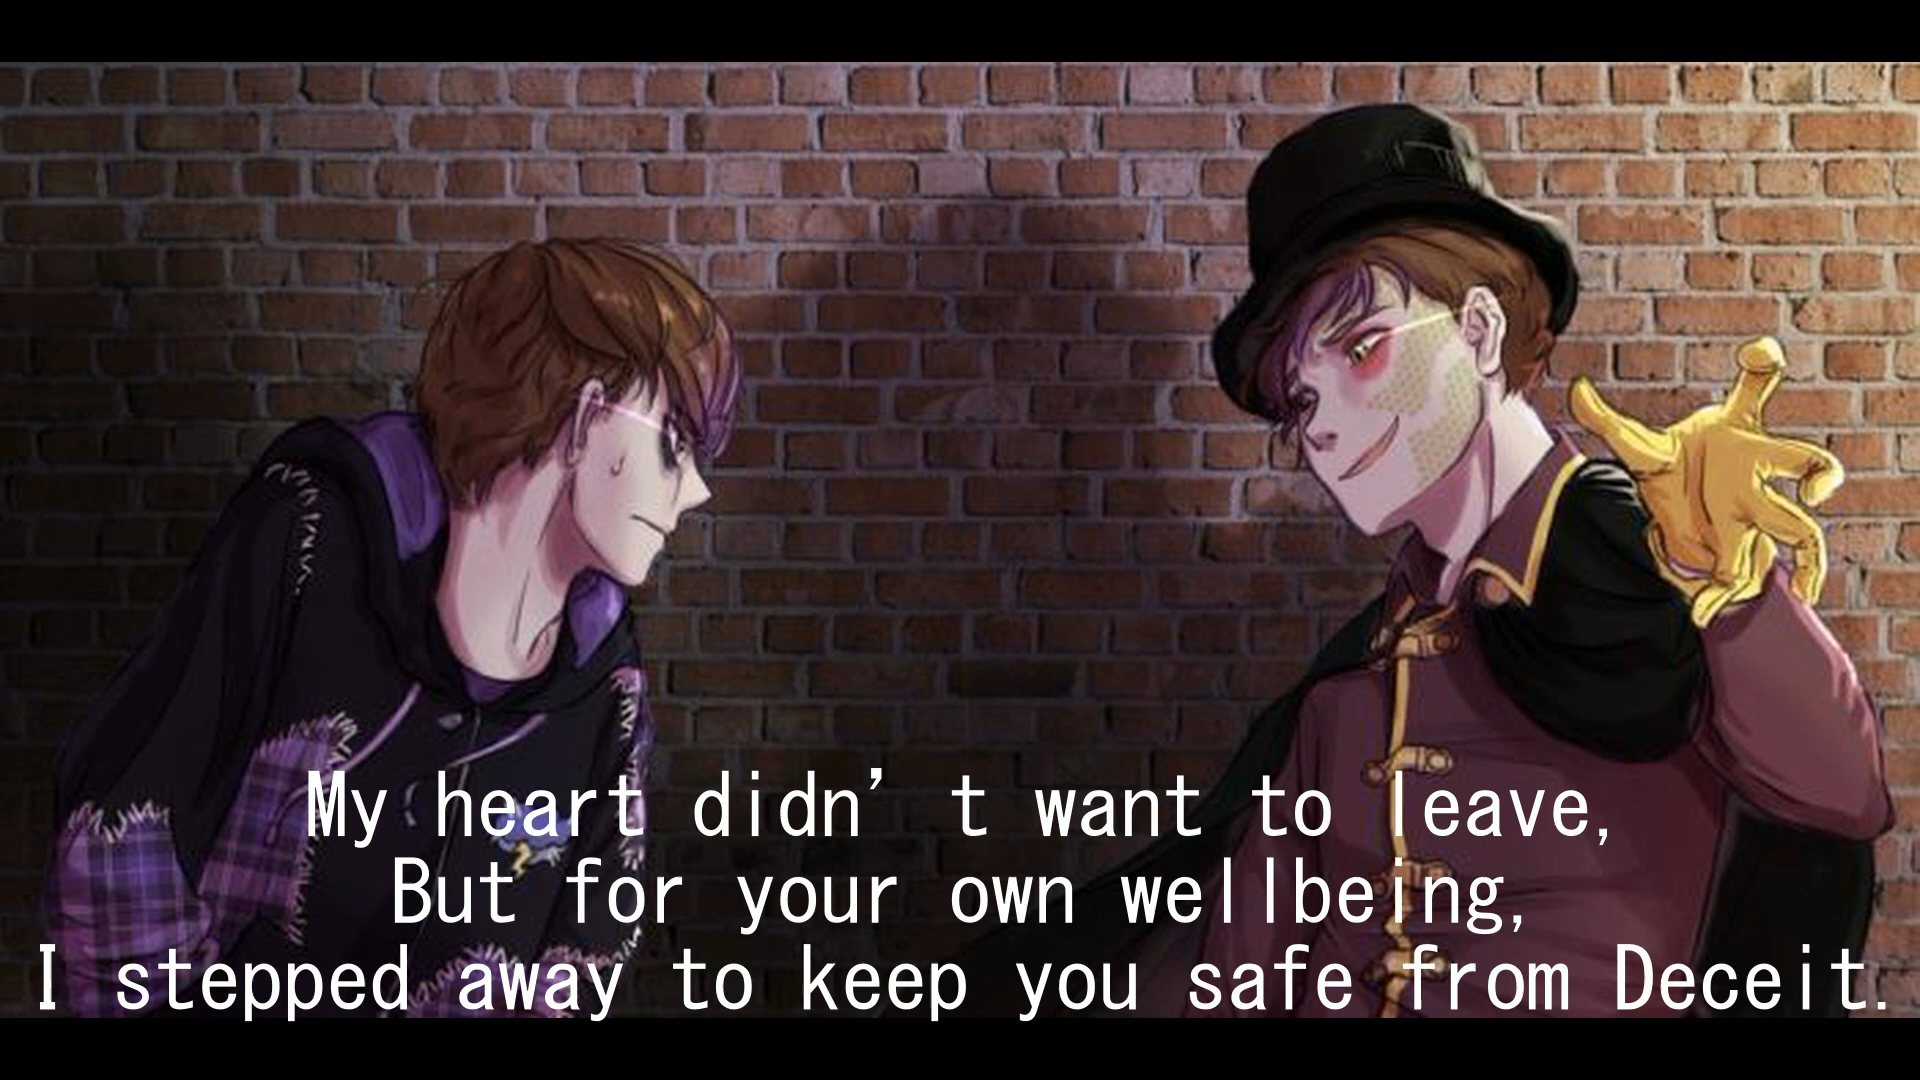 My heart didn’t want to leave,
But for your own wellbeing,
I stepped away to keep you safe from Deceit.